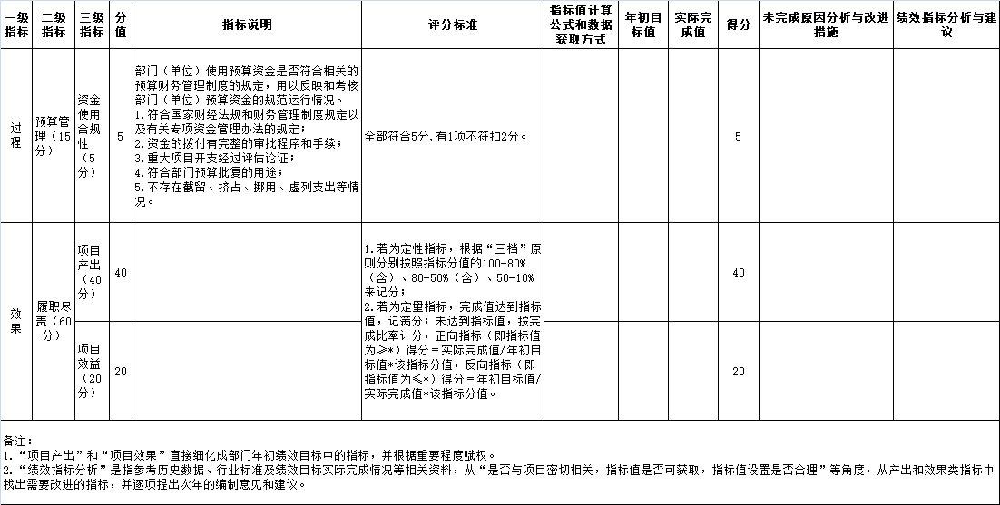 一级指标
二级指标
三级指标
分值
指标说明
评分标准
指标值计算公式和数据获取方式
年初目标值
实际完成值
得分
未完成原因分析与改进措施
绩效指标分析与建议
过程
预算管理（15分）
资金使用合规性（5分）
5
部门（单位）使用预算资金是否符合相关的
预算财务管理制度的规定，用以反映和考核
部门（单位）预算资金的规范运行情况。
1.符合国家财经法规和财务管理制度规定以
及有关专项资金管理办法的规定；
2.资金的拨付有完整的审批程序和手续；
3.重大项目开支经过评估论证；
4.符合部门预算批复的用途；
5.不存在截留、挤占、挪用、虚列支出等情
况。
全部符合5分,有1项不符扣2分。
5
效果
履职尽责（60分）
项目产出（40分）
40
1.若为定性指标，根据“三档”原
则分别按照指标分值的100-80%
（含）、80-50%（含）、50-10%
来记分；
2.若为定量指标，完成值达到指标
值，记满分；未达到指标值，按完
成比率计分，正向指标（即指标值
为≥*）得分＝实际完成值/年初目
标值*该指标分值，反向指标（即
指标值为≤*）得分＝年初目标值/
实际完成值*该指标分值。
40
项目效益（20分）
20
20
备注：
1.“项目产出”和“项目效果”直接细化成部门年初绩效目标中的指标，并根据重要程度赋权。
2.“绩效指标分析”是指参考历史数据、行业标准及绩效目标实际完成情况等相关资料，从“是否与项目密切相关，指标值是否可获取，指标值设置是否合理”等角度，从产出和效果类指标中
找出需要改进的指标，并逐项提出次年的编制意见和建议。